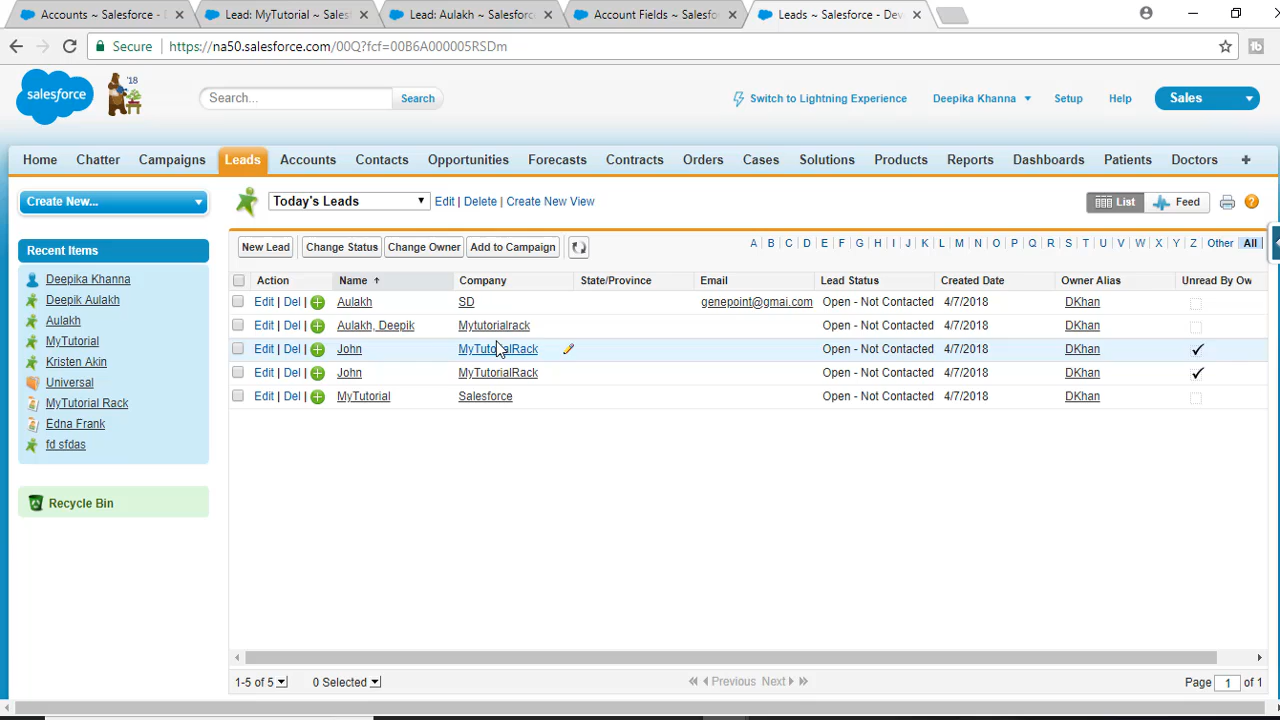 Accounts ~ Salesforce -
Lead: MyTutorial ~ Sales
Lead: Aulakh ~ Salesforc
Account Fields ~ Salesfo
Leads ~ Salesforce - Dev
Secure
https://na50.salesforce.com/00Q?fcf=00B6A000005RSDm
salesforce
'18
Search...
Search
Switch to Lightning Experience
Deepika Khanna
Setup
Help
Sales
Home
Chatter
Campaigns
Leads
Accounts
Contacts
Opportunities
Forecasts
Contracts
Orders
Cases
Solutions
Products
Reports
Dashboards
Patients
Doctors
+
Create New...
Today's Leads
Edit | Delete | Create New View
List
Feed
Recent Items
Deepika Khanna
Deepik Aulakh
Aulakh
MyTutorial
Kristen Akin
Universal
MyTutorial Rack
Edna Frank
fd sfdas
Recycle Bin
New Lead
Change Status
Change Owner
Add to Campaign
A B C D E F G H I J K L M N O P Q R S T U V W X Y Z Other All
Action Name Company State/Province Email Lead Status Created Date Owner Alias Unread By Ow
Edit | Del Aulakh SD genepoint@gmai.com Open - Not Contacted 4/7/2018 DKhan
Edit | Del Aulakh, Deepik Mytutorialrack Open - Not Contacted 4/7/2018 DKhan
Edit | Del John MyTutorialRack Open - Not Contacted 4/7/2018 DKhan
Edit | Del John MyTutorialRack Open - Not Contacted 4/7/2018 DKhan
Edit | Del MyTutorial Salesforce Open - Not Contacted 4/7/2018 DKhan
1-5 of 5
0 Selected
Previous Next
Page 1 of 1